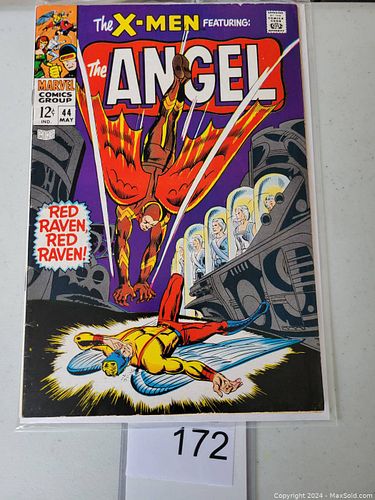 The X-MEN FEATURING:
The ANGEL
MARVEL
COMICS
GROUP
12¢
IND.
44
MAY
RED
RAVEN,
RED
RAVEN!
172
Copyright 2024 - MaxSold.com